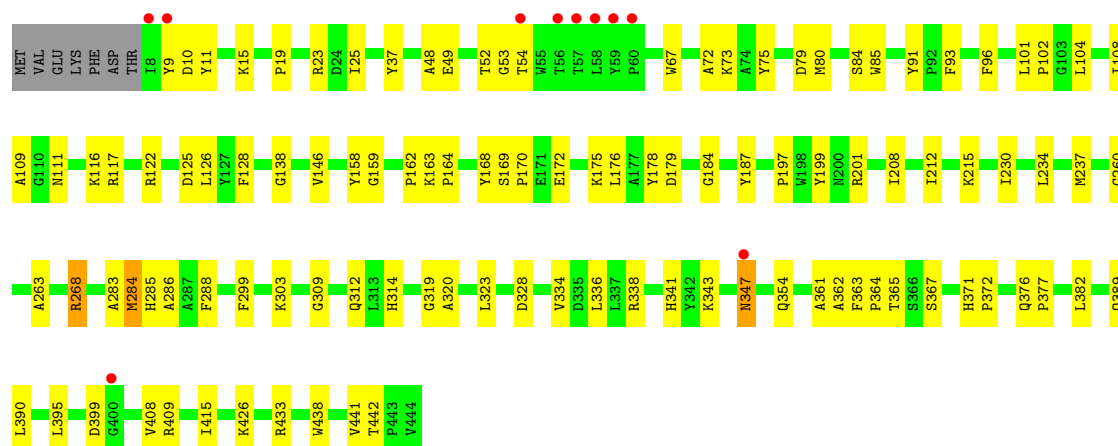 MET VAL GLU LYS PHE ASP THR I8 Y9 D10 Y11 K15 P19 R23 D24 I25 Y37 A48 E49 T52 G53 T54 W55 T56 T57 L58 Y59 P60 W67 A72 K73 A74 Y75 D79 M80 S84 W85 Y91 P92 F93 F96 L101 P102 G103 L104
A109 G110 N111 K116 R117 R122 D125 L126 Y127 F128 G138 V146 Y158 G159 P162 K163 P164 Y168 S169 P170 E171 E172 K175 L176 A177 Y178 D179 G184 Y187 P197 W198 Y199 N200 R201 I208 I212 K215 I230 L234 M237
A263 R268 A283 M284 H285 A286 A287 F288 F299 K303 G309 Q312 L313 H314 G319 A320 L323 D328 V334 D335 L336 L337 R338 H341 Y342 K343 N347 Q354 A361 A362 F363 P364 T365 S366 S367 H371 P372 Q376 P377 L382
L390 L395 D399 G400 V408 R409 I415 K426 R433 W438 V441 T442 P443 V444